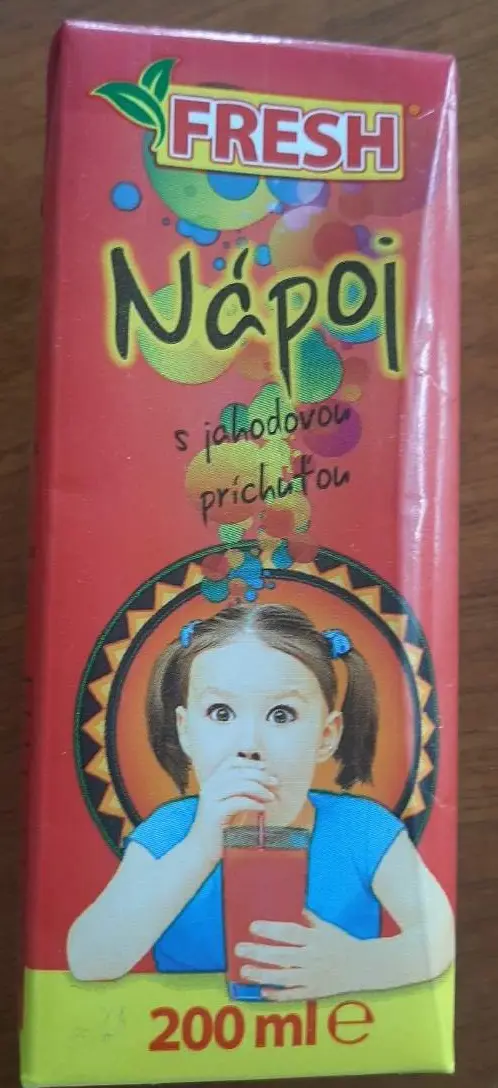 FRESH
Nápoj
s jahodovou
príchuťou
200 ml e